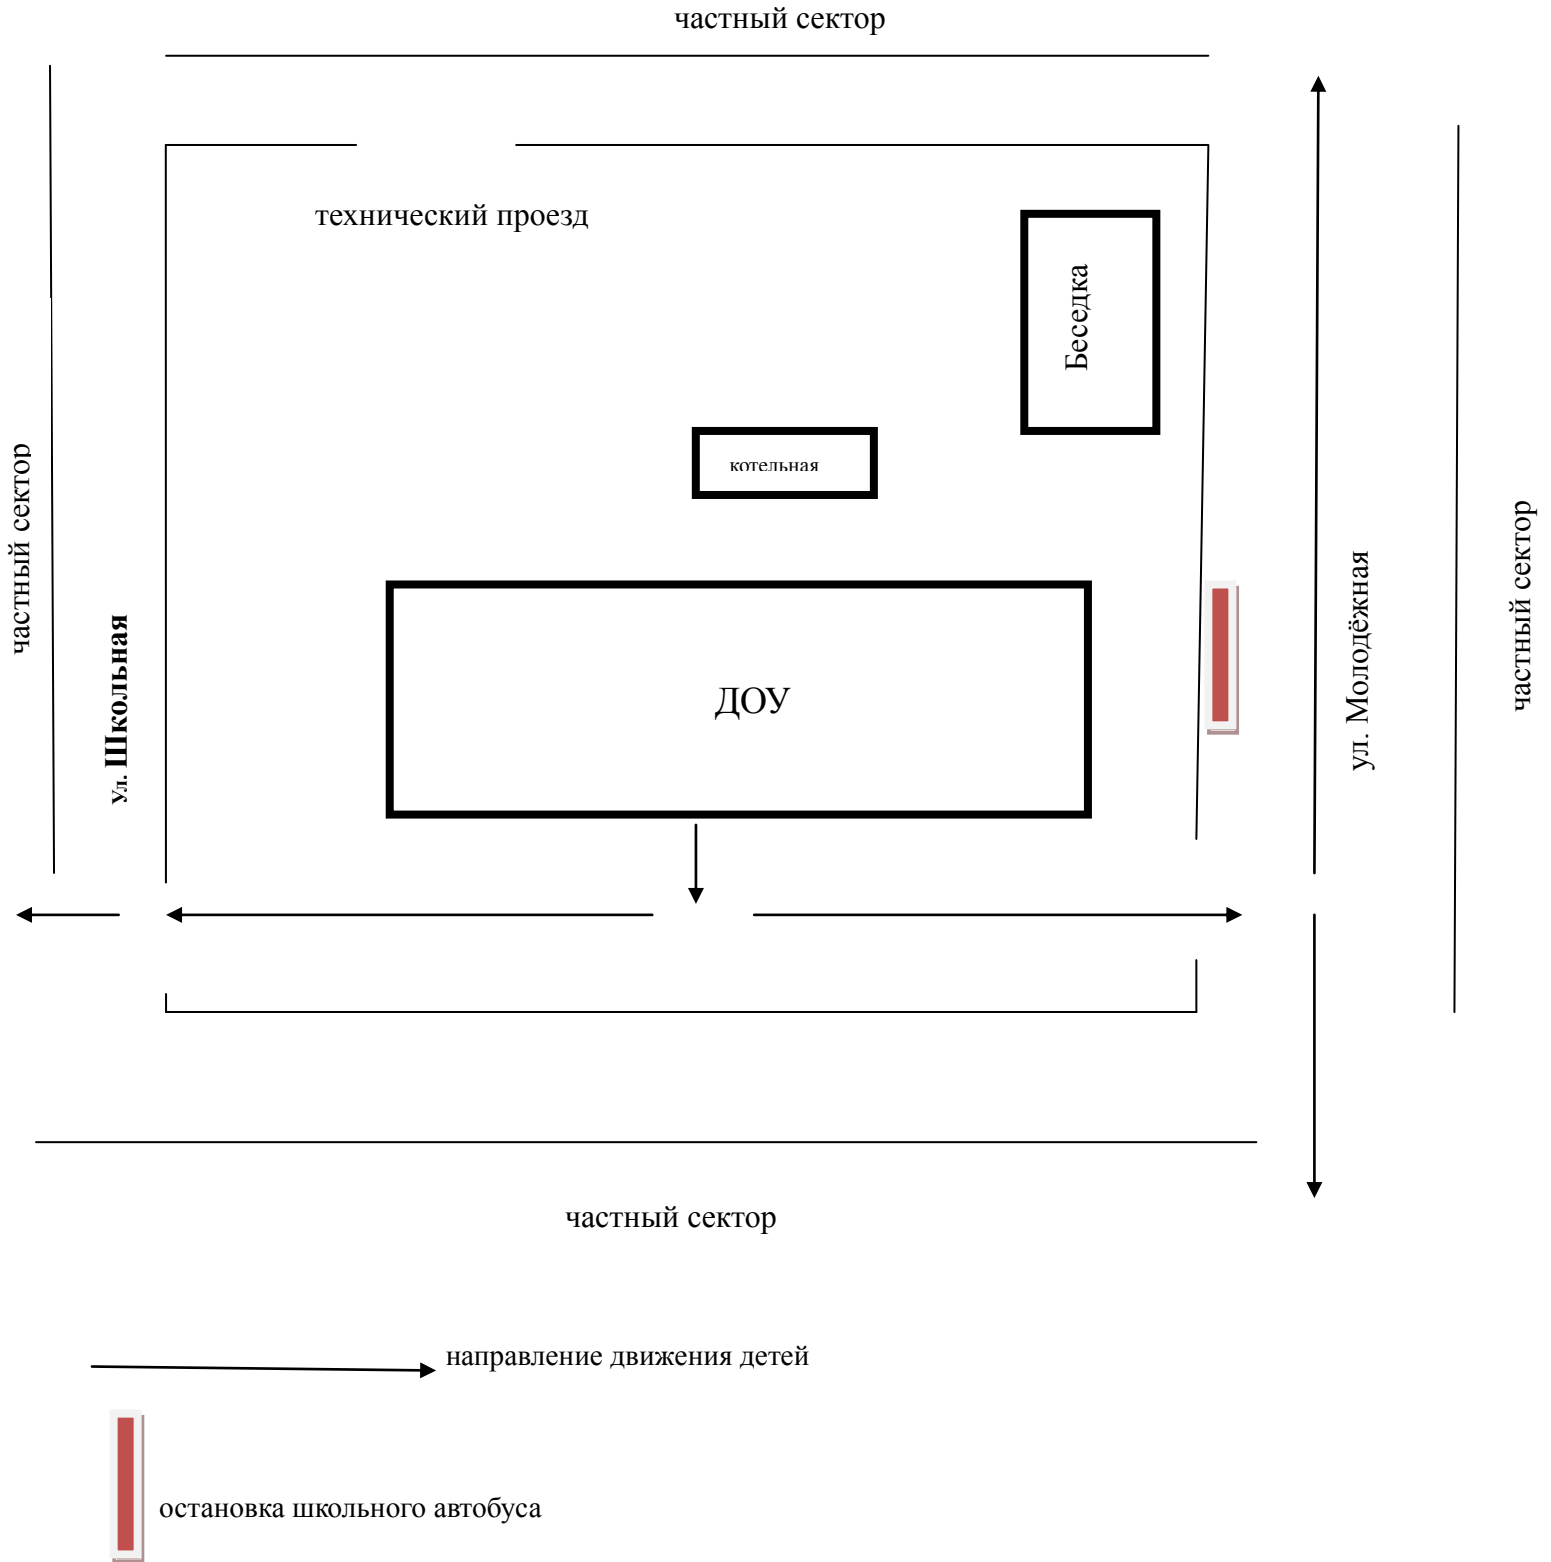 частный сектор
технический проезд
Беседка
котельная
частный сектор
частный сектор
ул. Молодёжная
Ул. Школьная
ДОУ
частный сектор
направление движения детей
остановка школьного автобуса